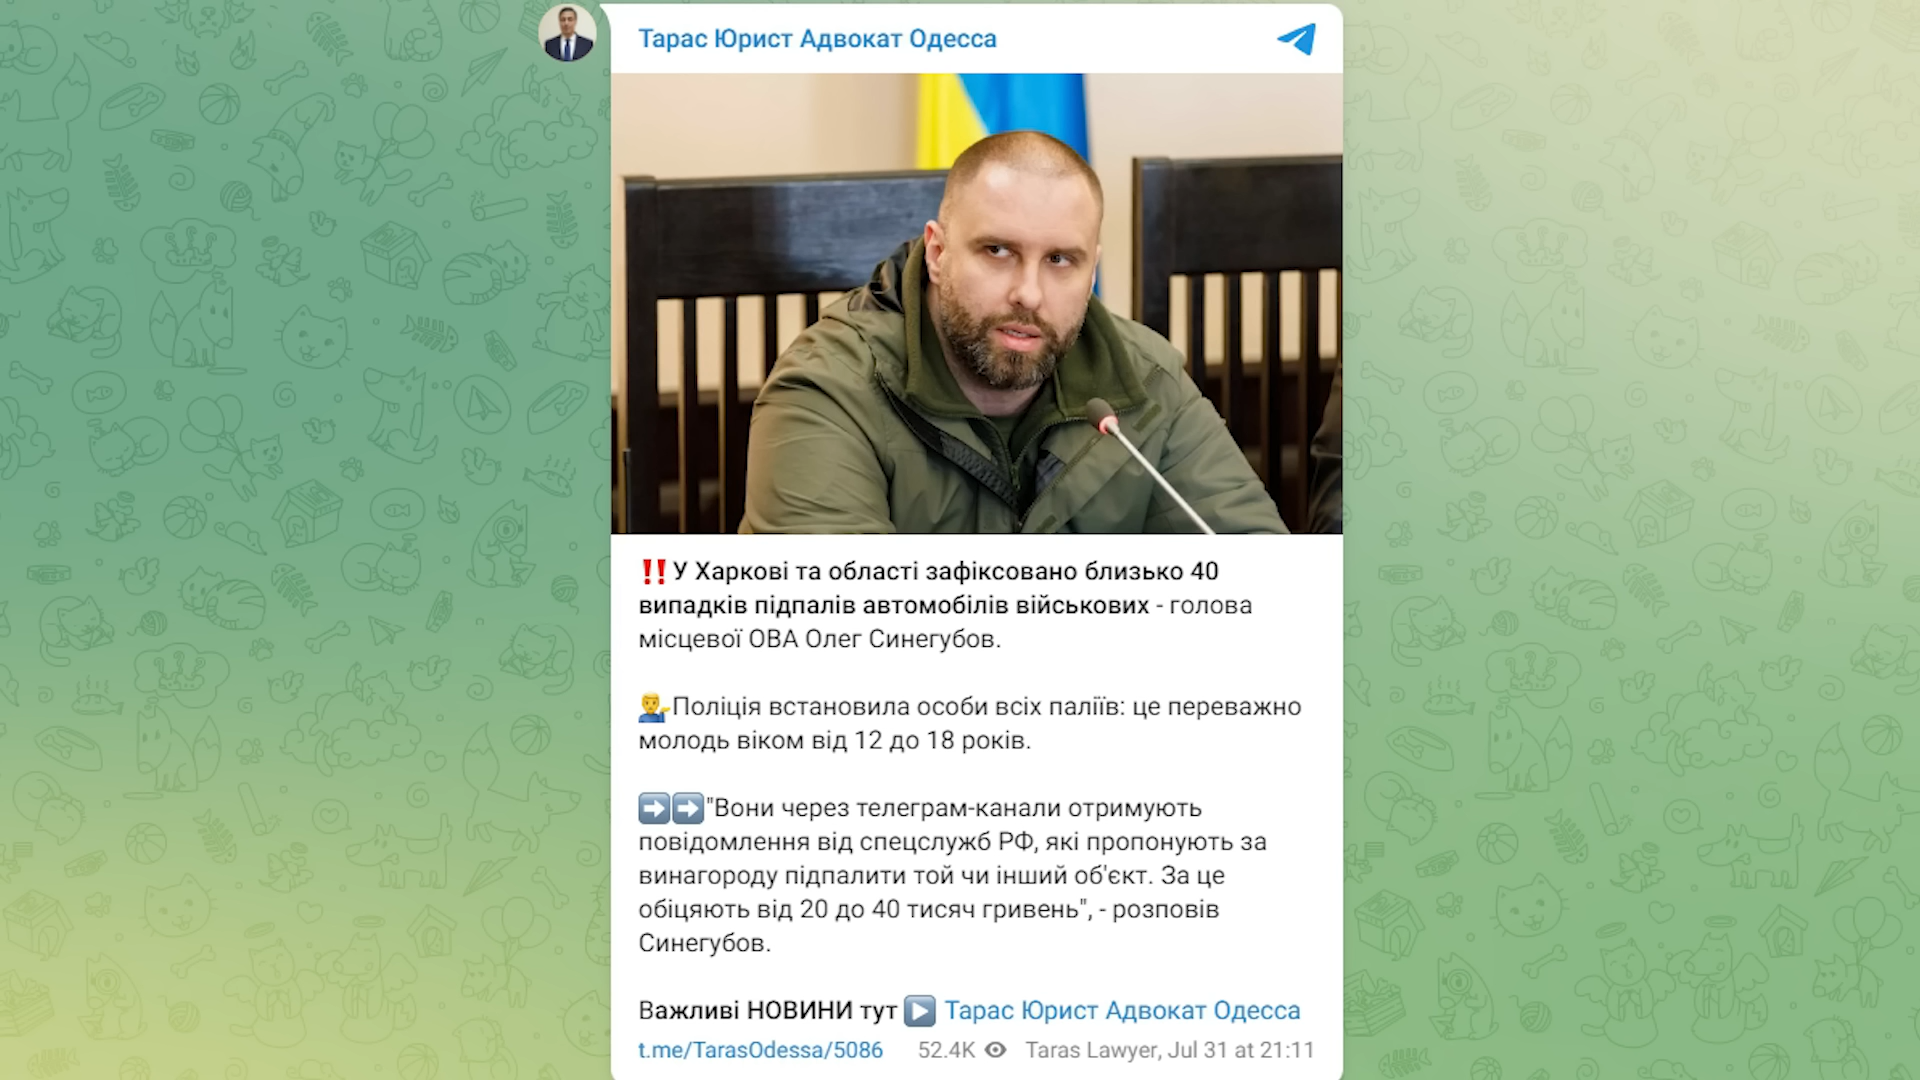 Тарас Юрист Адвокат Одесса
‼️У Харкові та області зафіксовано близько 40
випадків підпалів автомобілів військових - голова
місцевої ОВА Олег Синегубов.
💁‍♂️Поліція встановила особи всіх паліїв: це переважно
молодь віком від 12 до 18 років.
➡️➡️"Вони через телеграм-канали отримують
повідомлення від спецслужб РФ, які пропонують за
винагороду підпалити той чи інший об'єкт. За це
обіцяють від 20 до 40 тисяч гривень", - розповів
Синегубов.
Важливі НОВИНИ тут ▶️ Тарас Юрист Адвокат Одесса
t.me/TarasOdessa/5086 52.4K Taras Lawyer, Jul 31 at 21:11